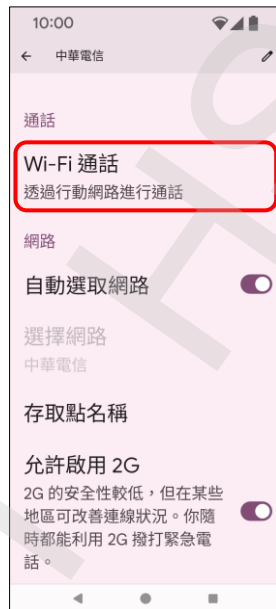 10:00
中華電信
通話
Wi-Fi 通話
透過行動網路進行通話
網路
自動選取網路
選擇網路
中華電信
存取點名稱
允許啟用 2G
2G 的安全性較低，但在某些
地區可改善連線狀況。你隨
時都能利用 2G 撥打緊急電
話。